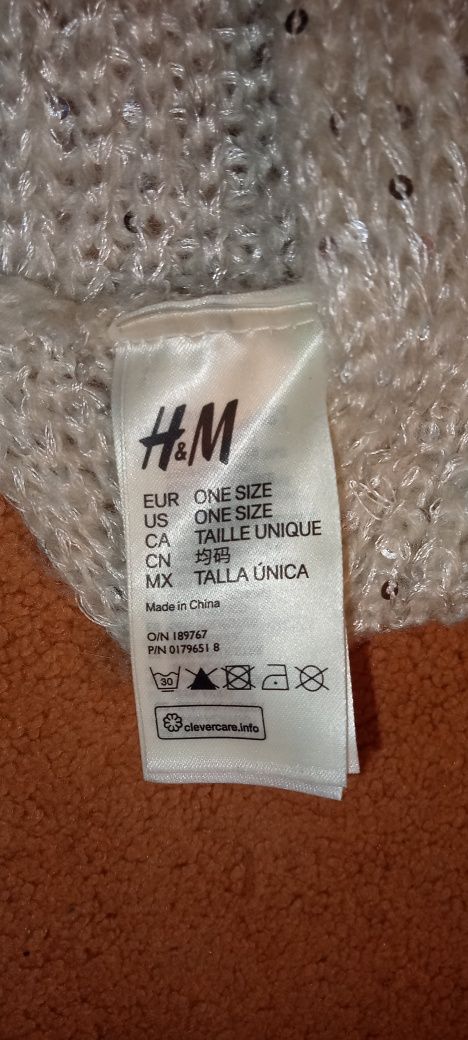 H&M
EUR ONE SIZE
US ONE SIZE
CA TAILLE UNIQUE
CN 均码
MX TALLA ÚNICA
Made in China
O/N 189767
P/N 0179651 8
30
clevercare.info